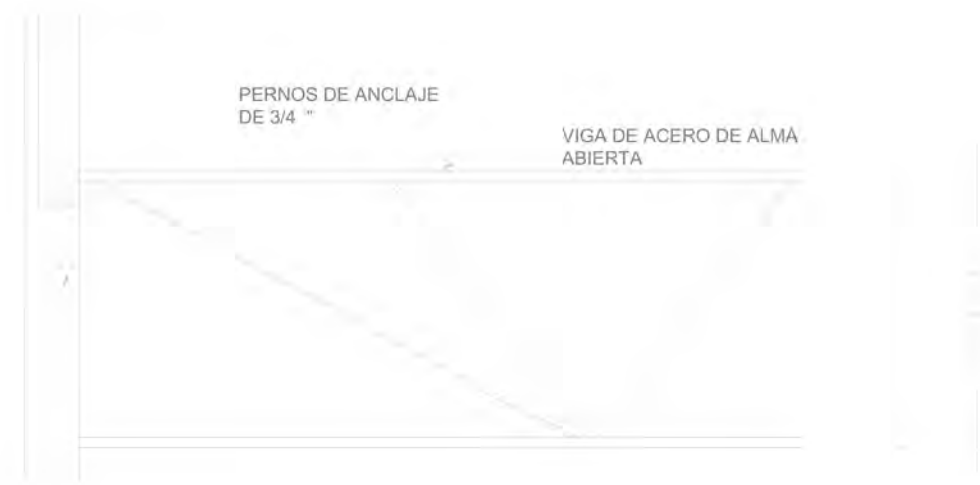 PERNOS DE ANCLAJE
DE 3/4 "
VIGA DE ACERO DE ALMA
ABIERTA